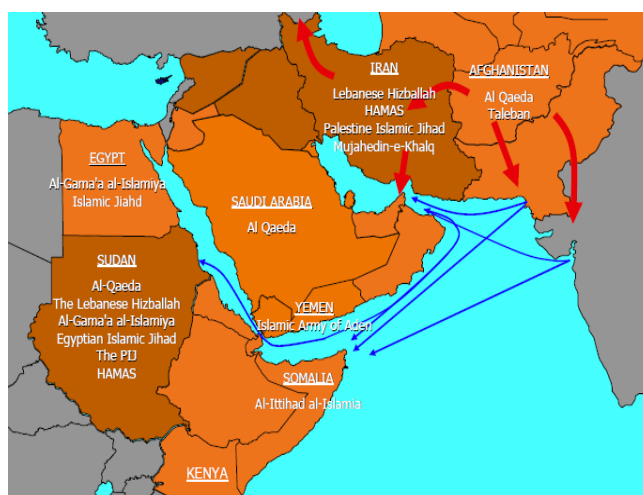 IRAN
Lebanese Hizballah
HAMAS
Palestine Islamic Jihad
Mujahedin-e-Khalq
AFGHANISTAN
Al Qaeda
Taleban
EGYPT
Al-Gama'a al-Islamiya
Islamic Jiahd
SAUDI ARABIA
Al Qaeda
SUDAN
Al-Qaeda
The Lebanese Hizballah
Al-Gama'a al-Islamiya
Egyptian Islamic Jihad
The PIJ
HAMAS
YEMEN
Islamic Army of Aden
SOMALIA
Al-Ittihad al-Islamia
KENYA